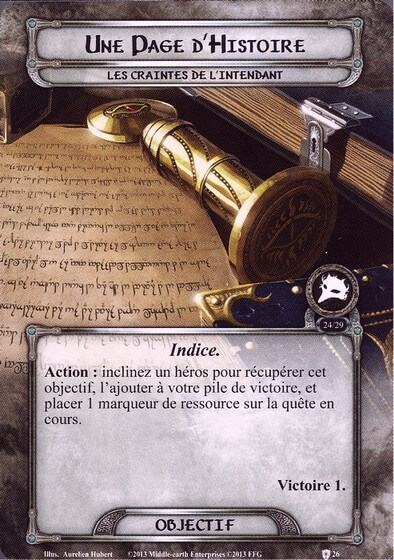 Une Page d'Histoire
Les Craintes de l'Intendant
24/29
Indice.
Action : inclinez un héros pour récupérer cet
objectif, l'ajouter à votre pile de victoire, et
placer 1 marqueur de ressource sur la quête en
cours.
Victoire 1.
Objectif
Illus. Aurelien Hubert ©2013 Middle-earth Enterprises ©2013 FFG 26